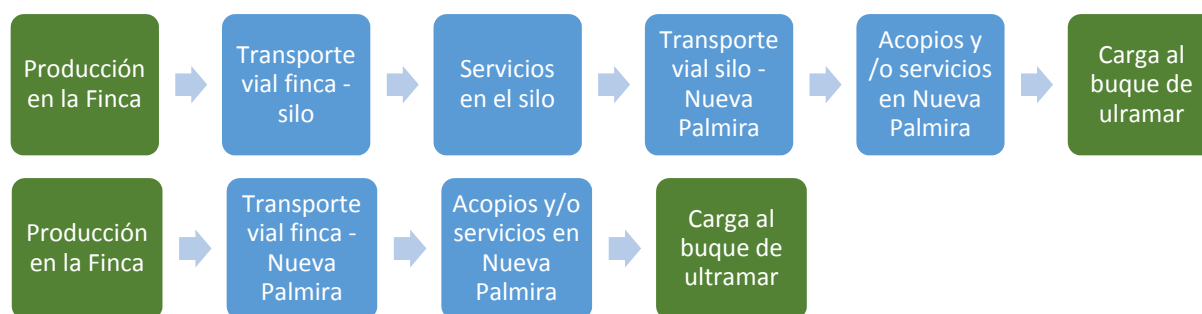 Producción
en la Finca
Transporte
vial finca -
silo
Servicios
en el silo
Transporte
vial silo -
Nueva
Palmira
Acopios y
/o servicios
en Nueva
Palmira
Carga al
buque de
ulramar
Producción
en la Finca
Transporte
vial finca -
Nueva
Palmira
Acopios y/o
servicios en
Nueva
Palmira
Carga al
buque de
ultramar